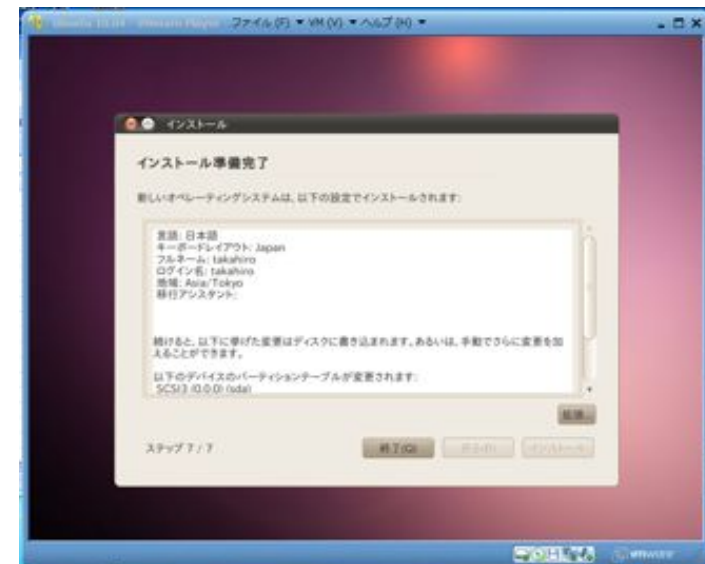 Ubuntu 10.04 - VMware Player ファイル(F) VM(V) ヘルプ(H)
インストール
インストール準備完了
新しいオペレーティングシステムは、以下の設定でインストールされます:
言語: 日本語
キーボードレイアウト: Japan
フルネーム: takahiro
ログイン名: takahiro
地域: Asia/Tokyo
移行アシスタント:
続けると、以下に挙げた変更はディスクに書き込まれます。あるいは、手動でさらに変更を加
えることができます。
以下のデバイスのパーティションテーブルが変更されます:
SCSI3 (0,0,0) (sda)
ステップ 7 / 7
終了(Q)
インストール
vmware